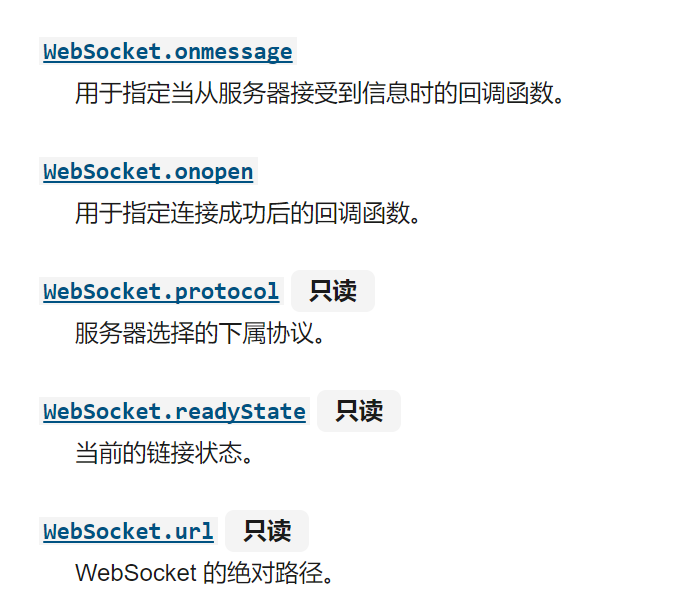 WebSocket.onmessage
用于指定当从服务器接受到信息时的回调函数。
WebSocket.onopen
用于指定连接成功后的回调函数。
WebSocket.protocol 只读
服务器选择的下属协议。
WebSocket.readyState 只读
当前的链接状态。
WebSocket.url 只读
WebSocket 的绝对路径。